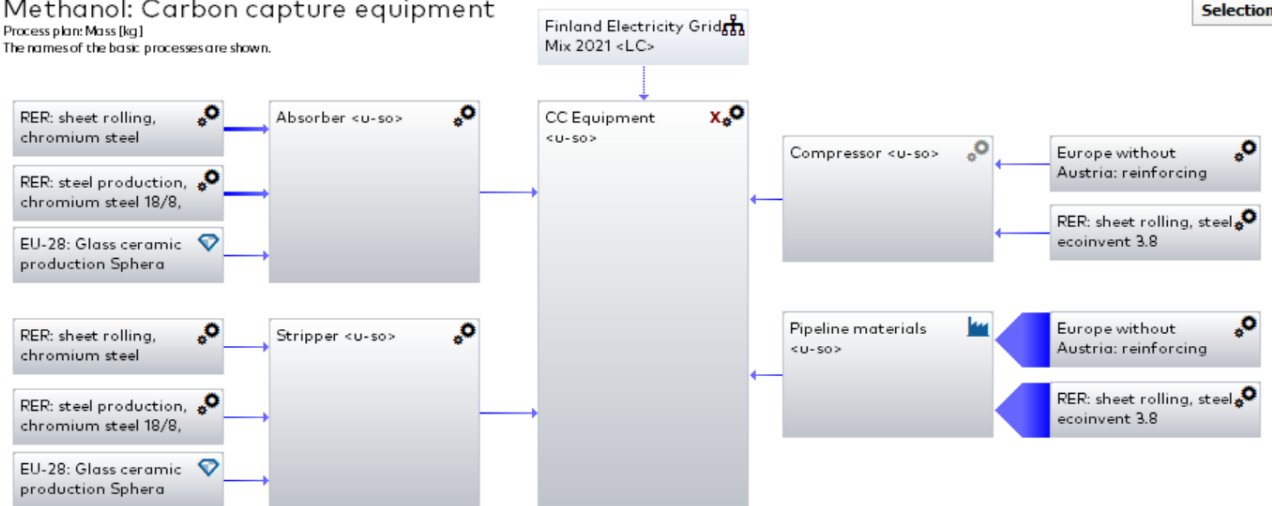 Methanol: Carbon capture equipment
Process plan: Mass [kg]
The names of the basic processes are shown.
Selection
Finland Electricity Grid
Mix 2021 <LC>
RER: sheet rolling,
chromium steel
RER: steel production,
chromium steel 18/8,
EU-28: Glass ceramic
production Sphera
Absorber <u-so>
CC Equipment
<u-so>
X
Compressor <u-so>
Europe without
Austria: reinforcing
RER: sheet rolling, steel
ecoinvent 3.8
RER: sheet rolling,
chromium steel
RER: steel production,
chromium steel 18/8,
EU-28: Glass ceramic
production Sphera
Stripper <u-so>
Pipeline materials
<u-so>
Europe without
Austria: reinforcing
RER: sheet rolling, steel
ecoinvent 3.8